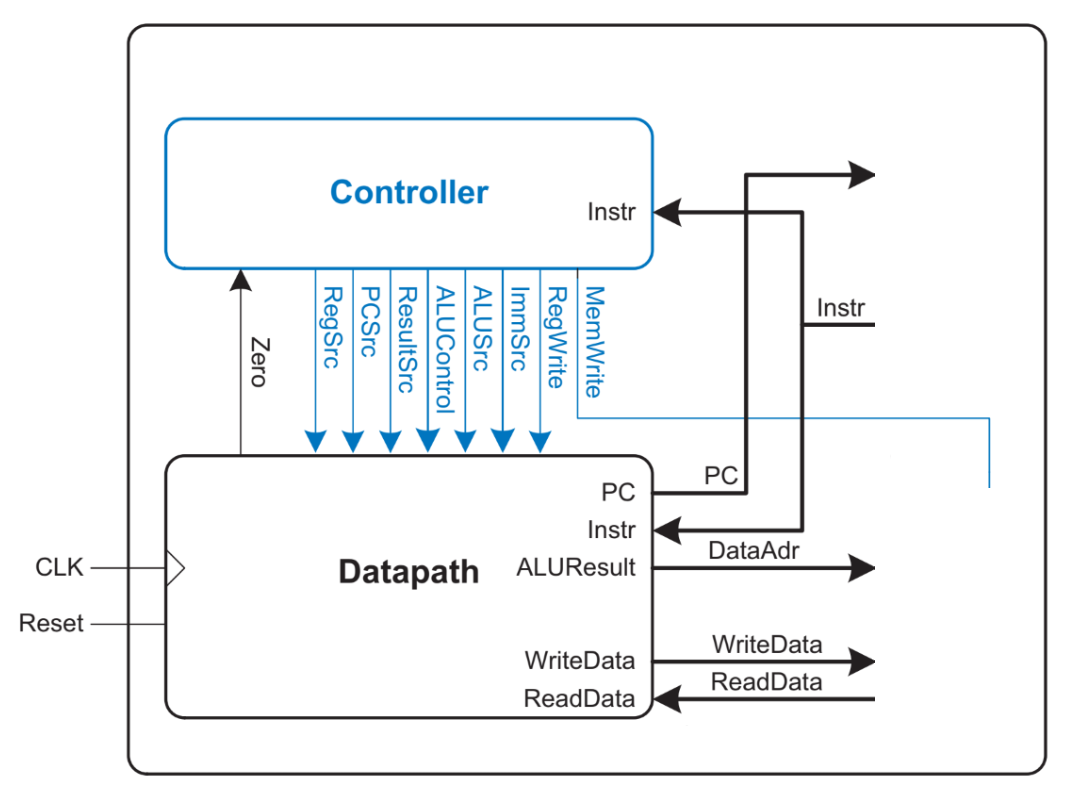 Controller
Instr
Instr
Zero
RegSrc
PCSrc
ResultSrc
ALUControl
ALUSrc
ImmSrc
RegWrite
MemWrite
PC
PC
Instr
DataAdr
CLK
Datapath
ALUResult
Reset
WriteData
WriteData
ReadData
ReadData